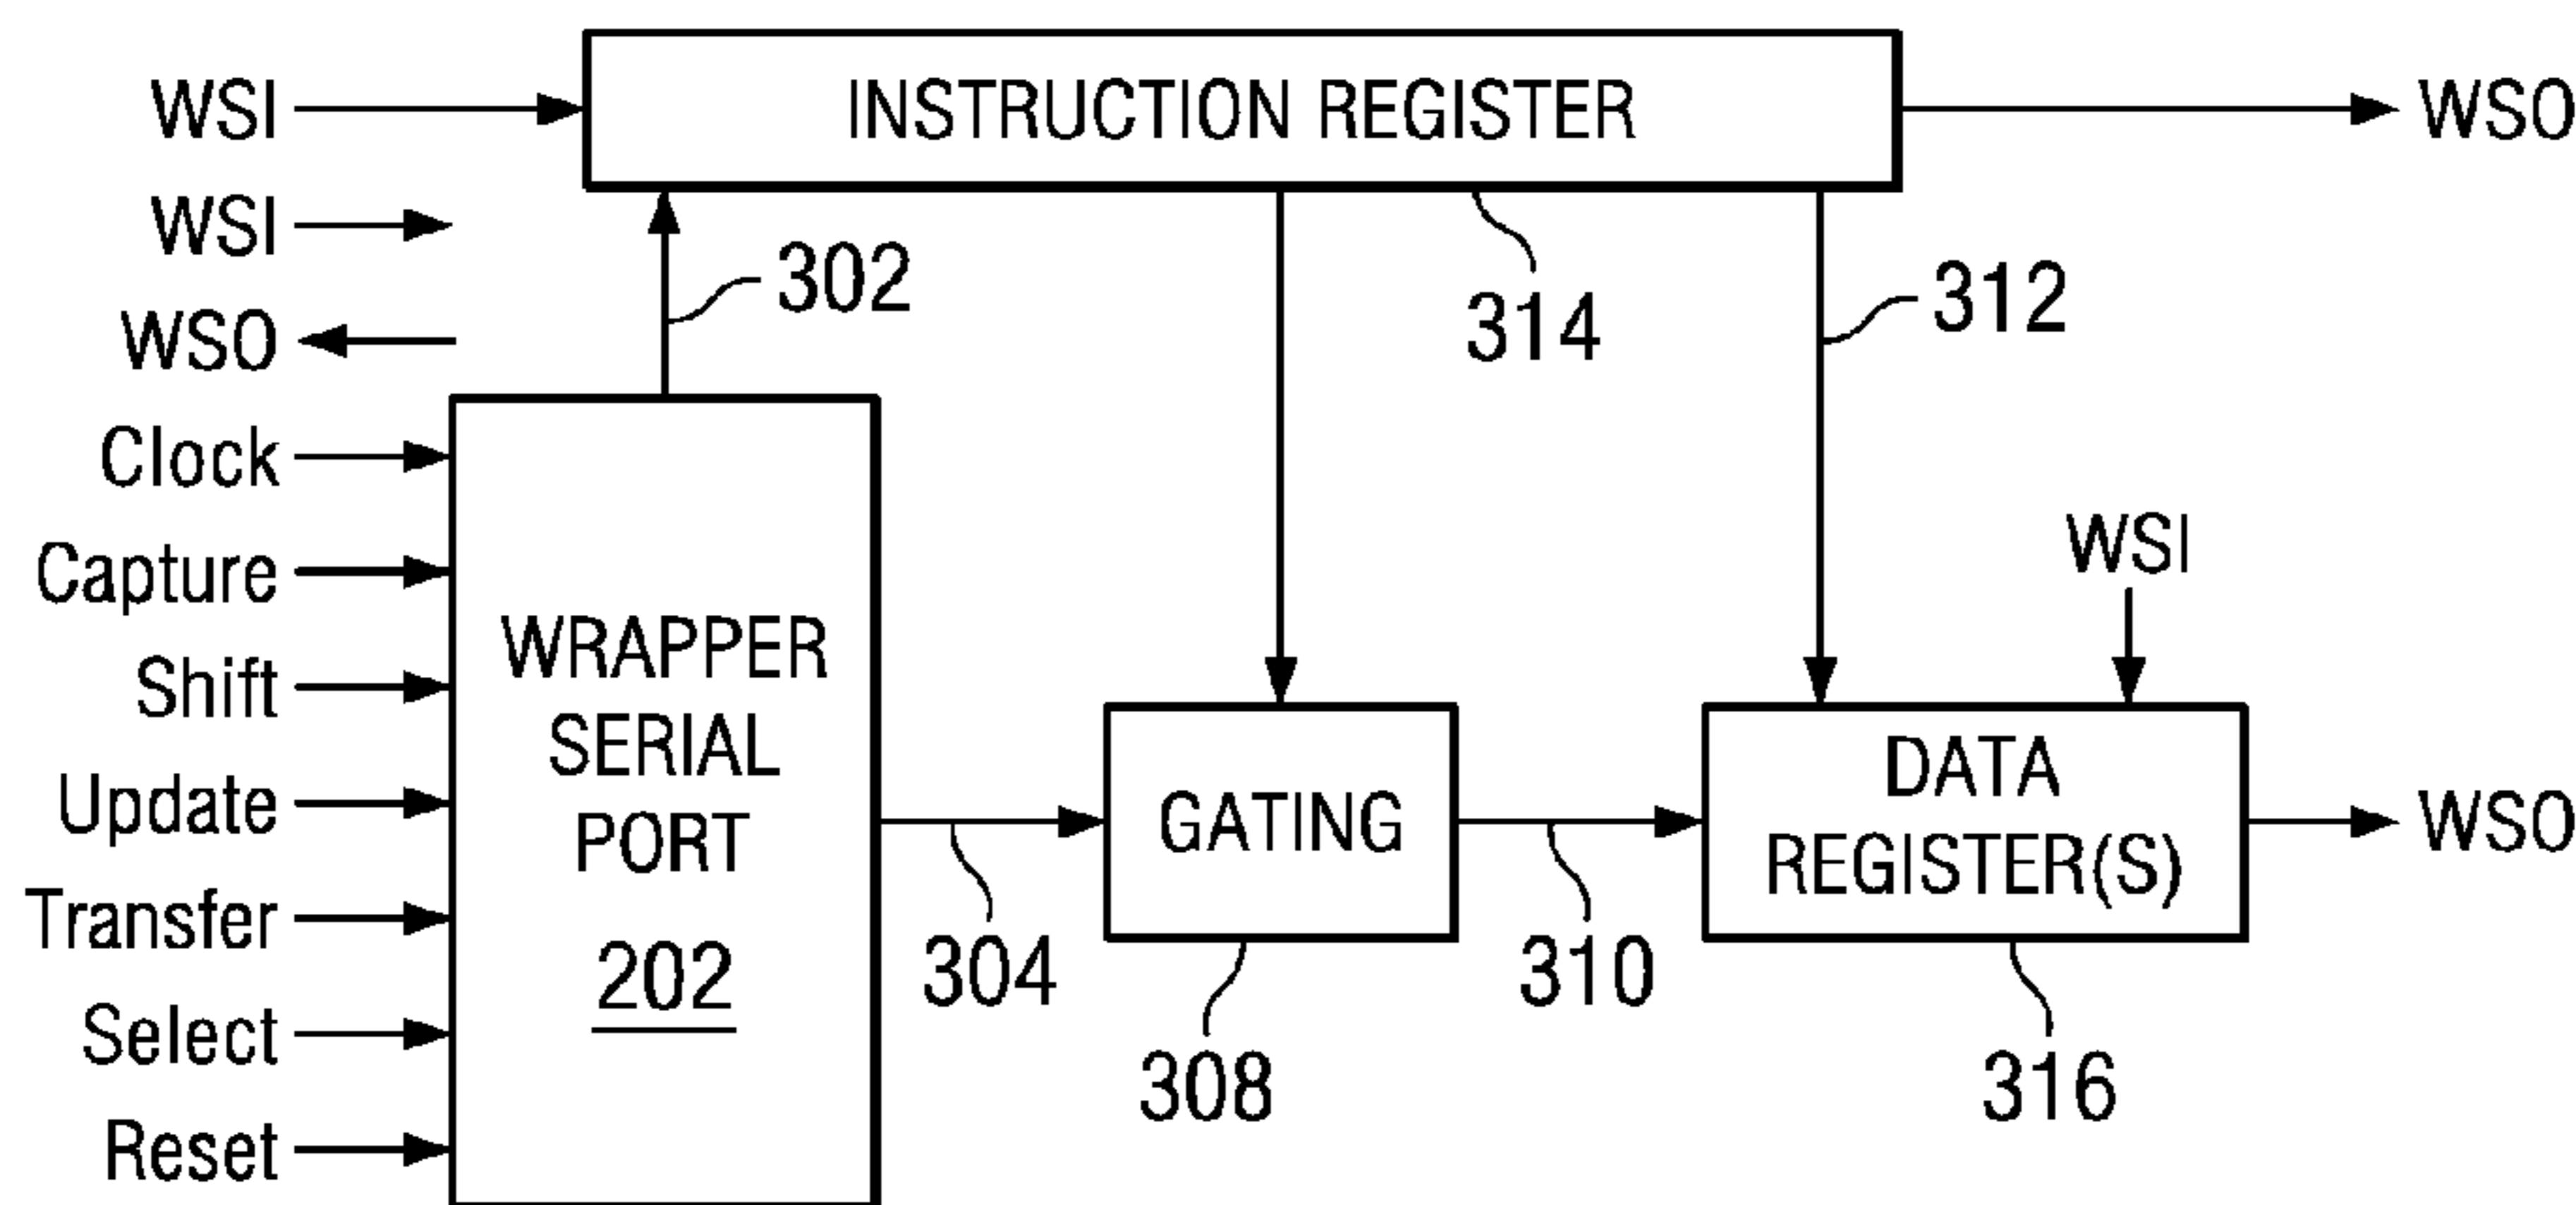 WSI
INSTRUCTION REGISTER
WSO
WSI
302
314
312
WSO
Clock
Capture
Shift
Update
Transfer
Select
Reset
WRAPPER
SERIAL
PORT
202
304
GATING
308
310
WSI
DATA
REGISTER(S)
316
WSO